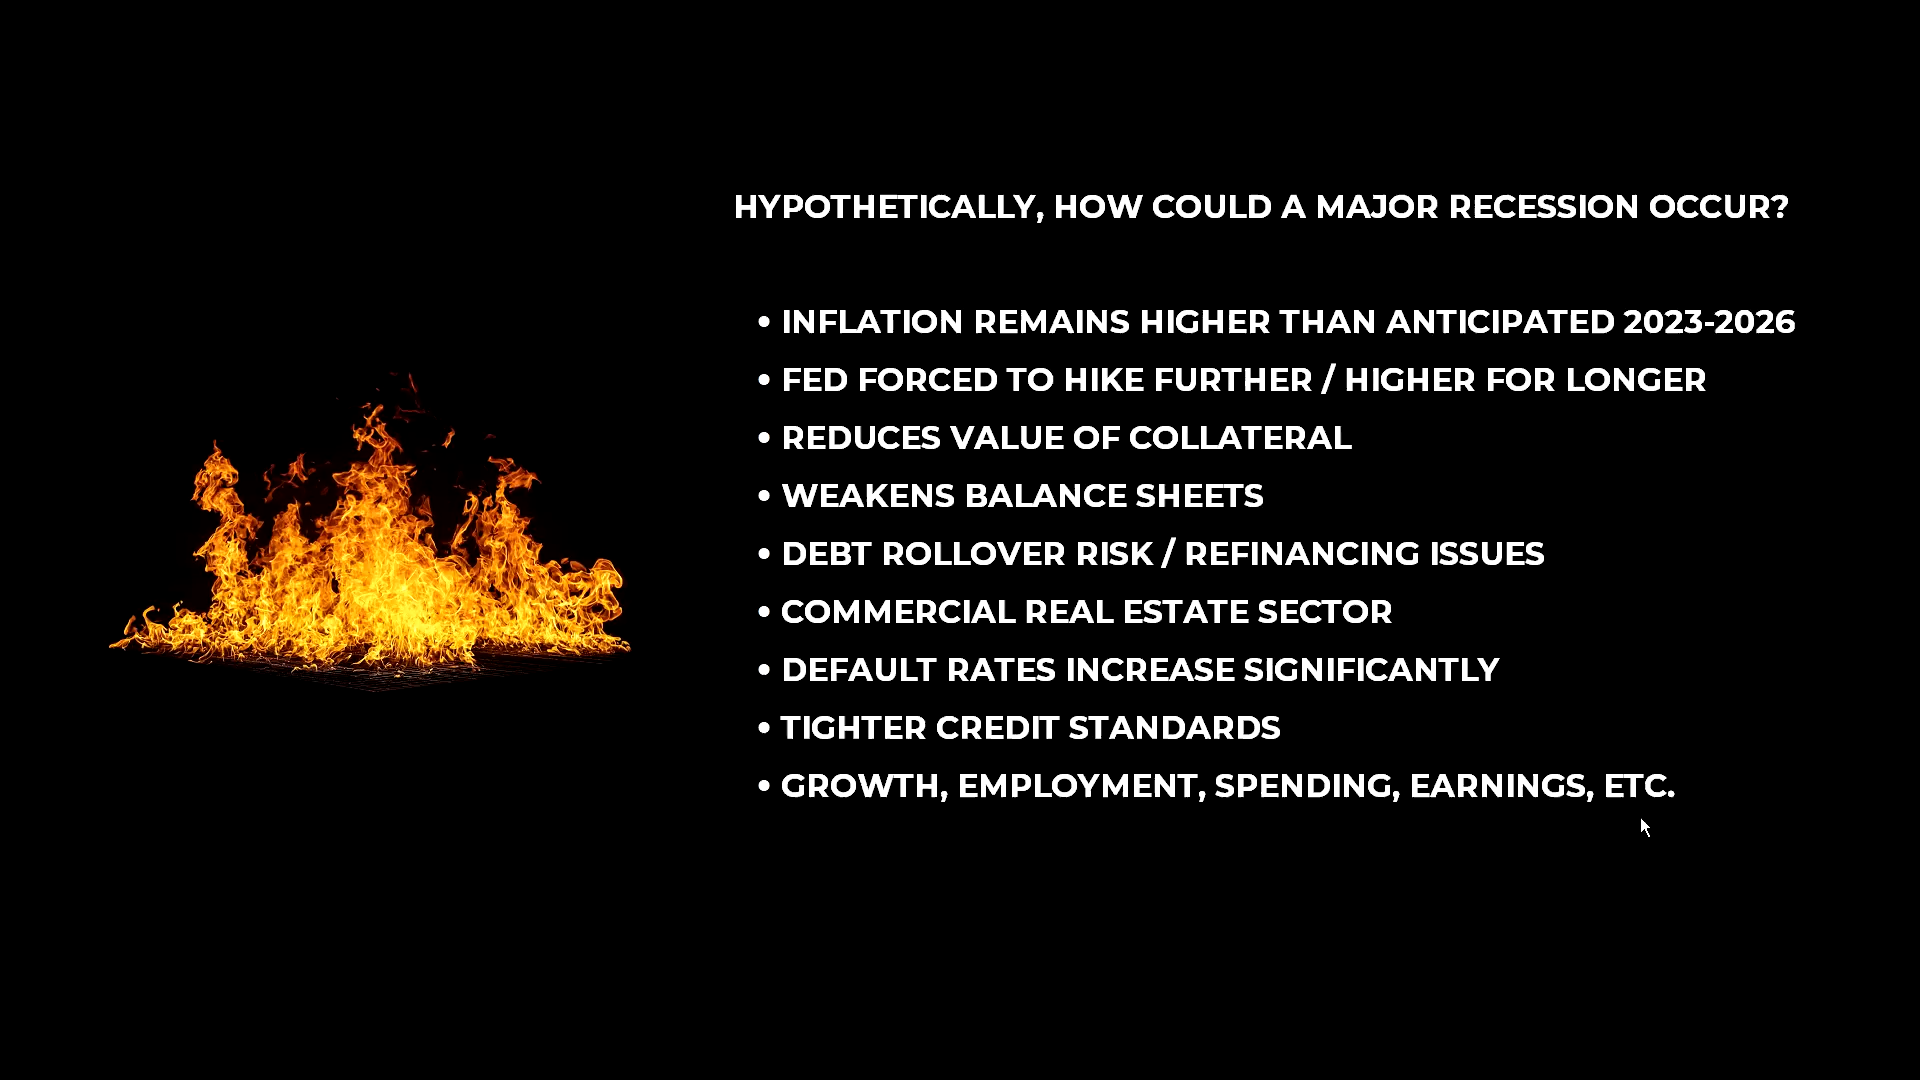 HYPOTHETICALLY, HOW COULD A MAJOR RECESSION OCCUR?
• INFLATION REMAINS HIGHER THAN ANTICIPATED 2023-2026
• FED FORCED TO HIKE FURTHER / HIGHER FOR LONGER
• REDUCES VALUE OF COLLATERAL
• WEAKENS BALANCE SHEETS
• DEBT ROLLOVER RISK / REFINANCING ISSUES
• COMMERCIAL REAL ESTATE SECTOR
• DEFAULT RATES INCREASE SIGNIFICANTLY
• TIGHTER CREDIT STANDARDS
• GROWTH, EMPLOYMENT, SPENDING, EARNINGS, ETC.